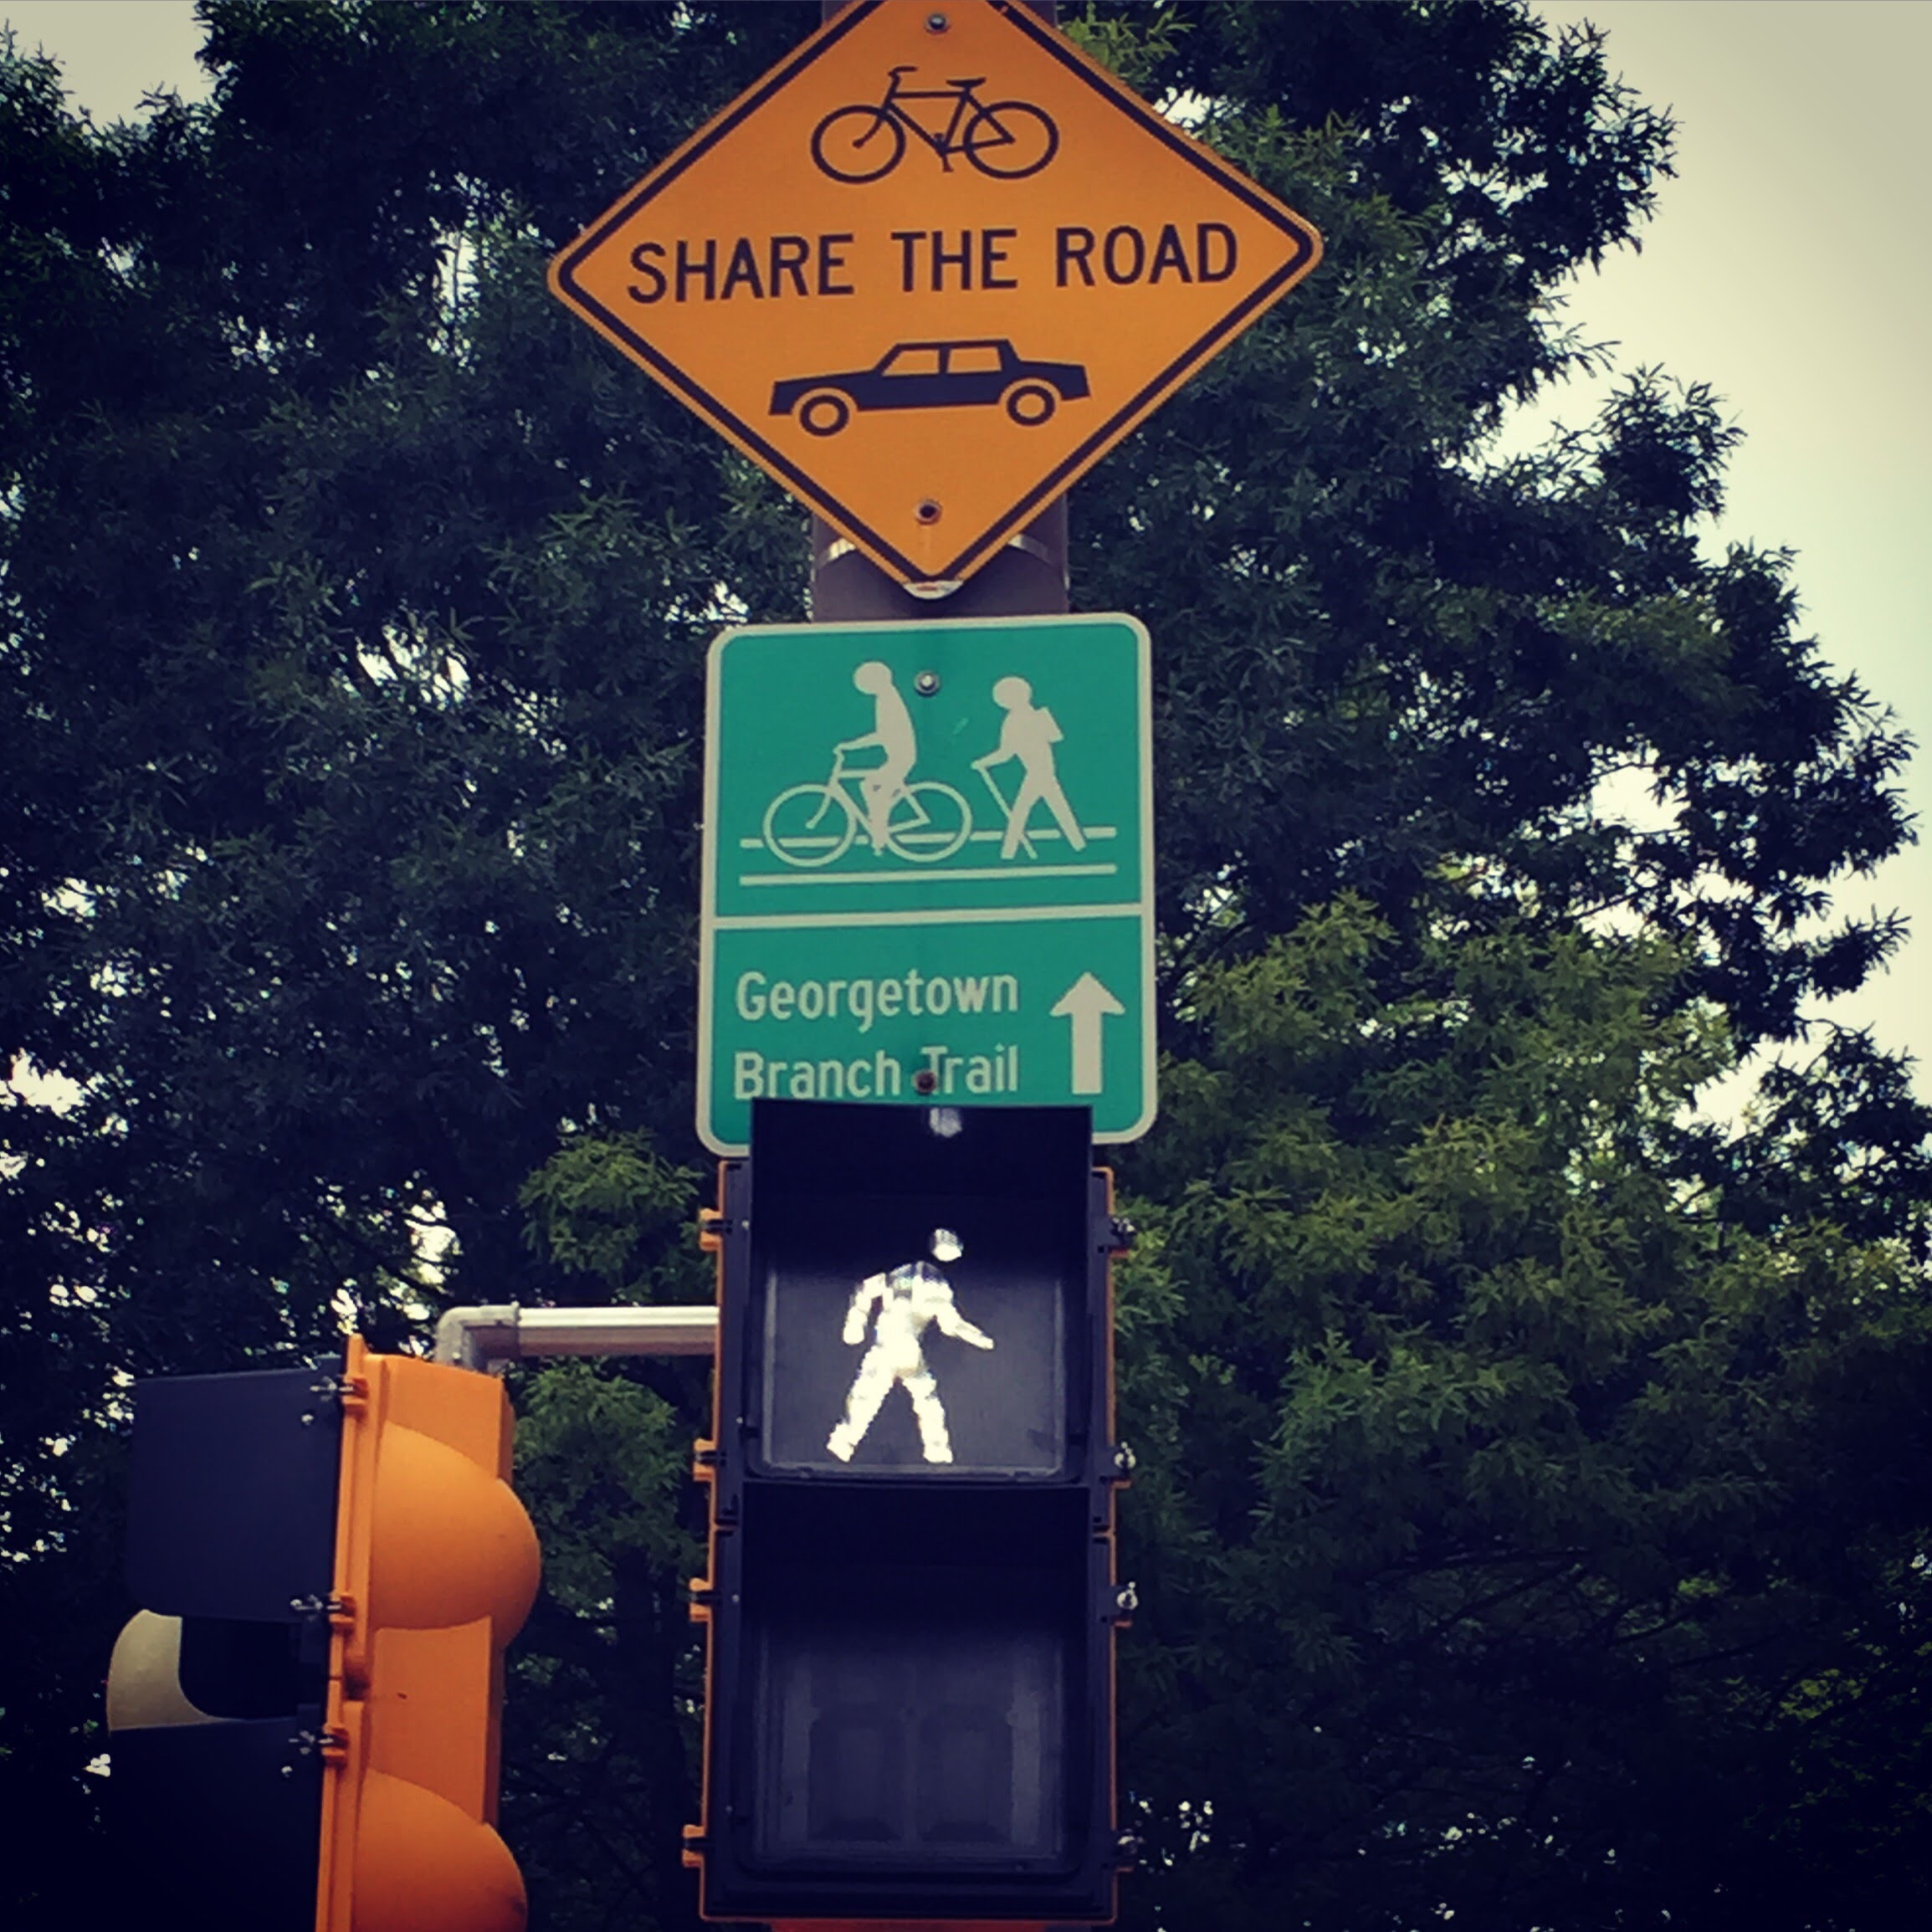 SHARE THE ROAD
Georgetown
Branch Trail